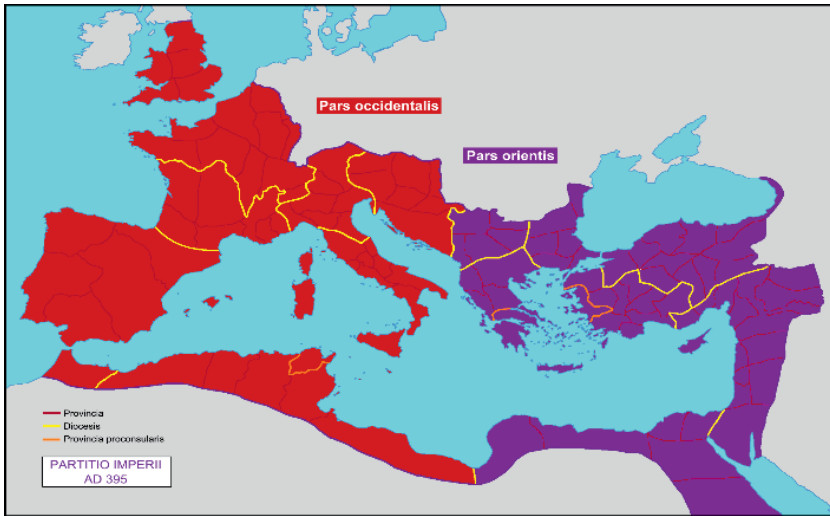 Pars occidentalis
Pars orientis
Provincia
Diocesis
Provincia proconsularis
PARTITIO IMPERII
AD 395